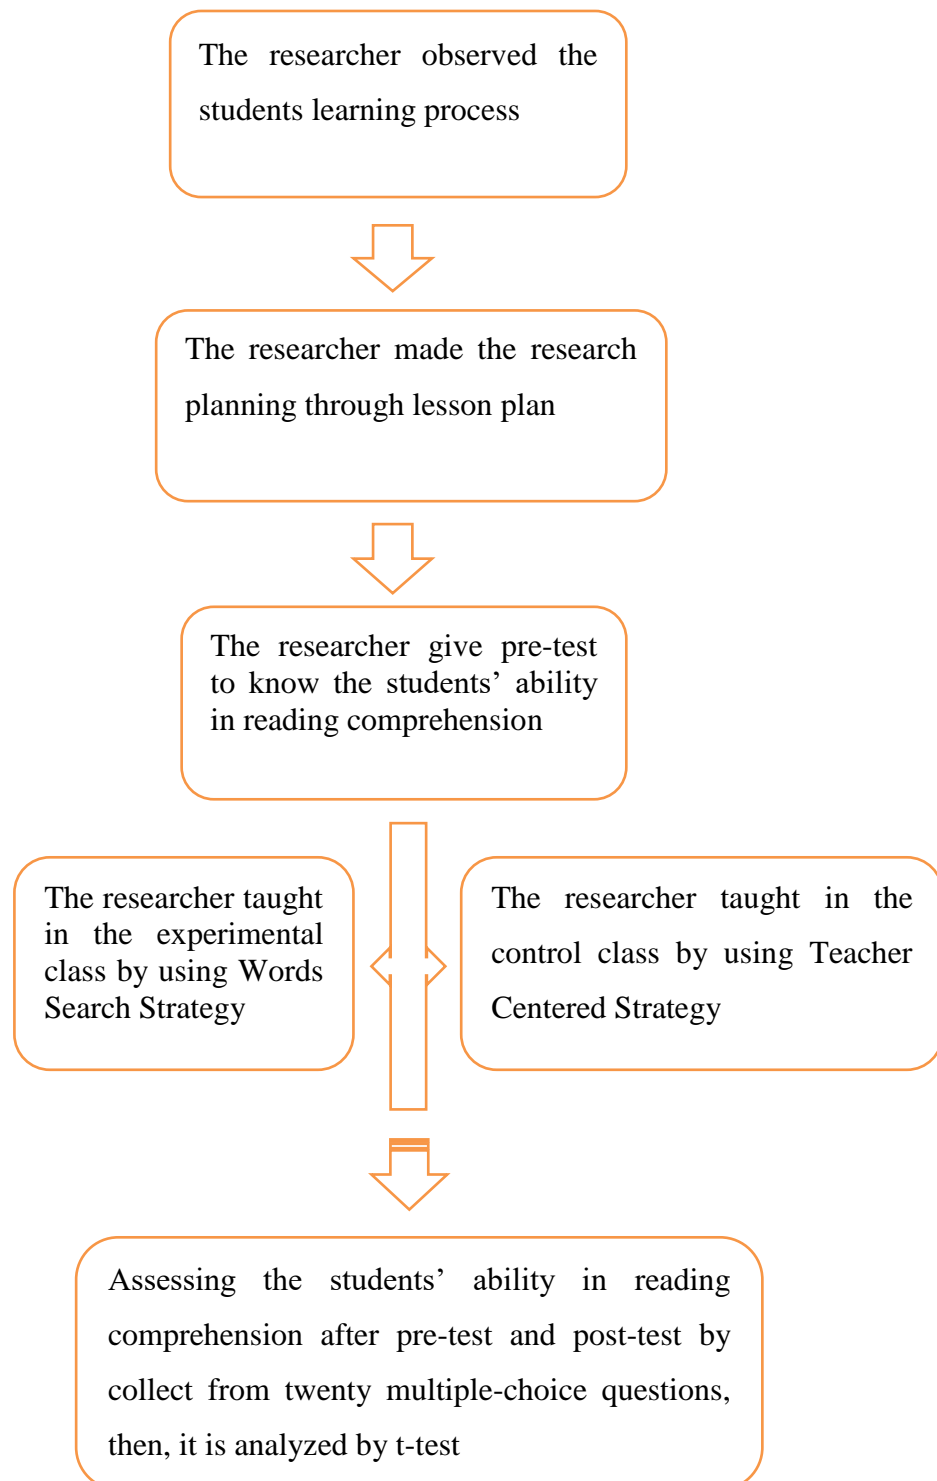 The researcher observed the
students learning process
The researcher made the research
planning through lesson plan
The researcher give pre-test
to know the students’ ability
in reading comprehension
The researcher taught
in the experimental
class by using Words
Search Strategy
The researcher taught in the
control class by using Teacher
Centered Strategy
Assessing the students’ ability in reading
comprehension after pre-test and post-test by
collect from twenty multiple-choice questions,
then, it is analyzed by t-test